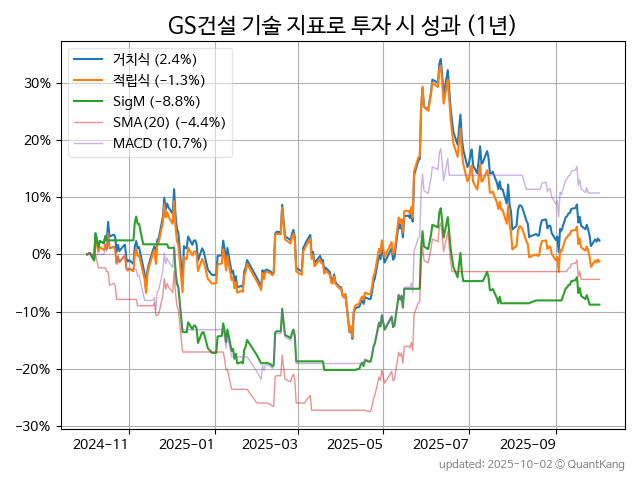 GS건설 기술 지표로 투자 시 성과 (1년)
거치식 (2.4%)
적립식 (−1.3%)
SigM (−8.8%)
SMA(20) (−4.4%)
MACD (10.7%)
30%
20%
10%
0%
−10%
−20%
−30%
2024-11 2025-01 2025-03 2025-05 2025-07 2025-09
updated: 2025-10-02 © QuantKang